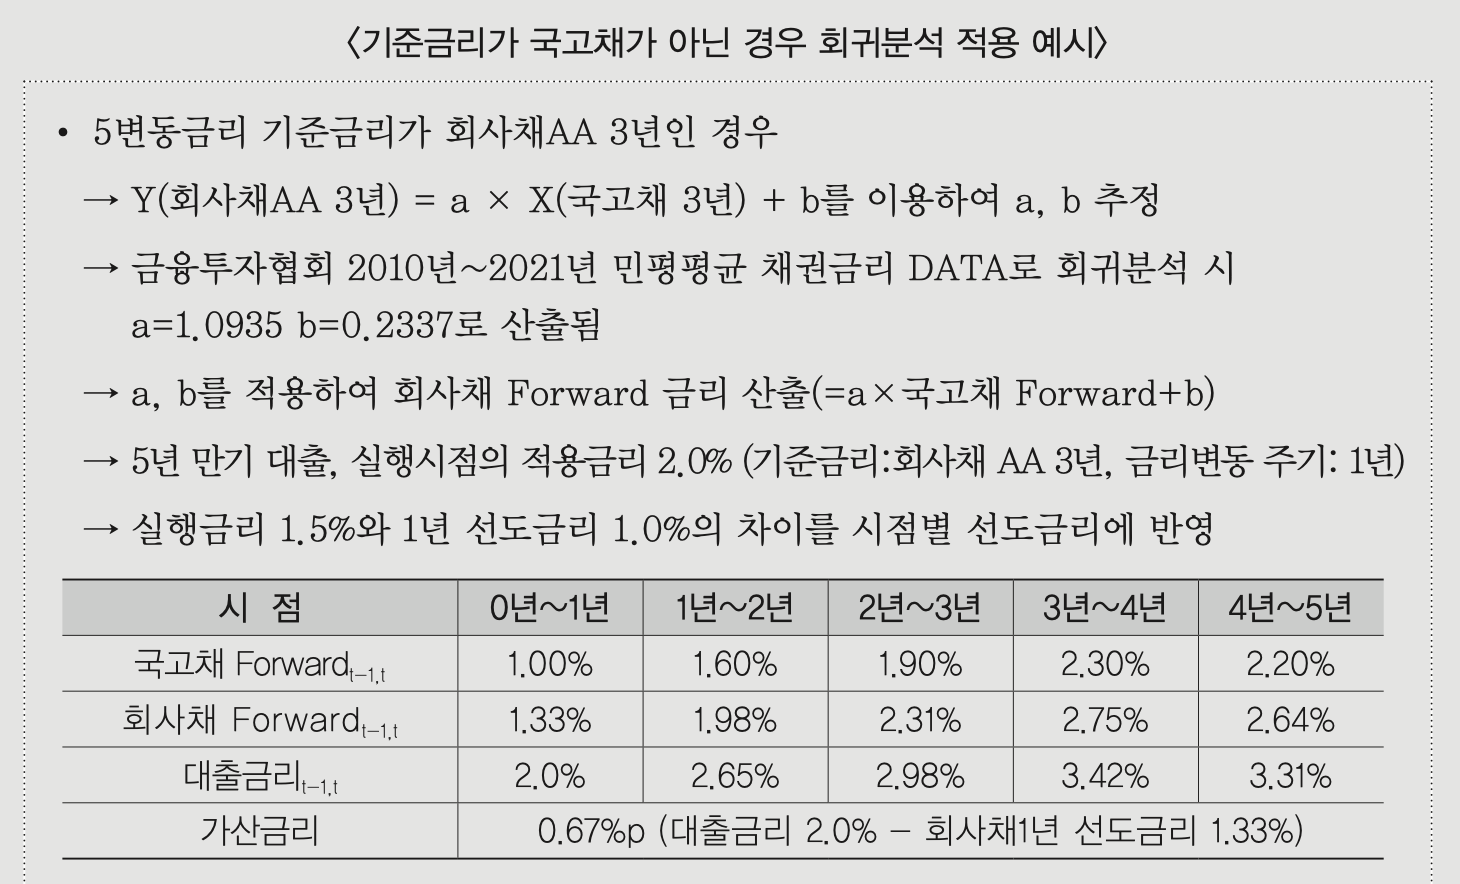 〈기준금리가 국고채가 아닌 경우 회귀분석 적용 예시〉
• 5변동금리 기준금리가 회사채AA 3년인 경우
→ Y(회사채AA 3년) = a × X(국고채 3년) + b를 이용하여 a, b 추정
→ 금융투자협회 2010년~2021년 민평평균 채권금리 DATA로 회귀분석 시
a=1.0935 b=0.2337로 산출됨
→ a, b를 적용하여 회사채 Forward 금리 산출(=a×국고채 Forward+b)
→ 5년 만기 대출, 실행시점의 적용금리 2.0% (기준금리:회사채 AA 3년, 금리변동 주기: 1년)
→ 실행금리 1.5%와 1년 선도금리 1.0%의 차이를 시점별 선도금리에 반영
시 점 0년~1년 1년~2년 2년~3년 3년~4년 4년~5년
국고채 Forwardt-1,t 1.00% 1.60% 1.90% 2.30% 2.20%
회사채 Forwardt-1,t 1.33% 1.98% 2.31% 2.75% 2.64%
대출금리t-1,t 2.0% 2.65% 2.98% 3.42% 3.31%
가산금리 0.67%p (대출금리 2.0% - 회사채1년 선도금리 1.33%)